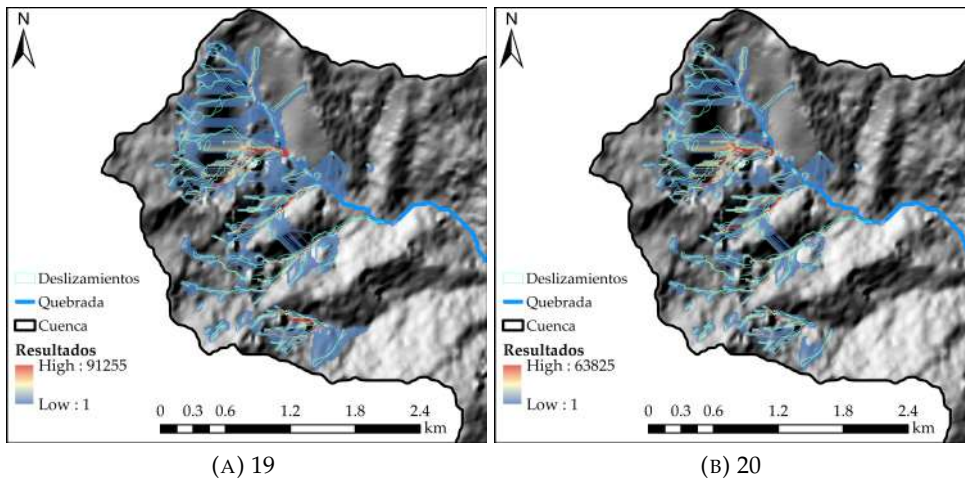 N
Deslizamientos
Quebrada
Cuenca
Resultados
High : 91255
Low : 1
0 0.3 0.6 1.2 1.8 2.4
km
(A) 19
N
Deslizamientos
Quebrada
Cuenca
Resultados
High : 63825
Low : 1
0 0.3 0.6 1.2 1.8 2.4
km
(B) 20